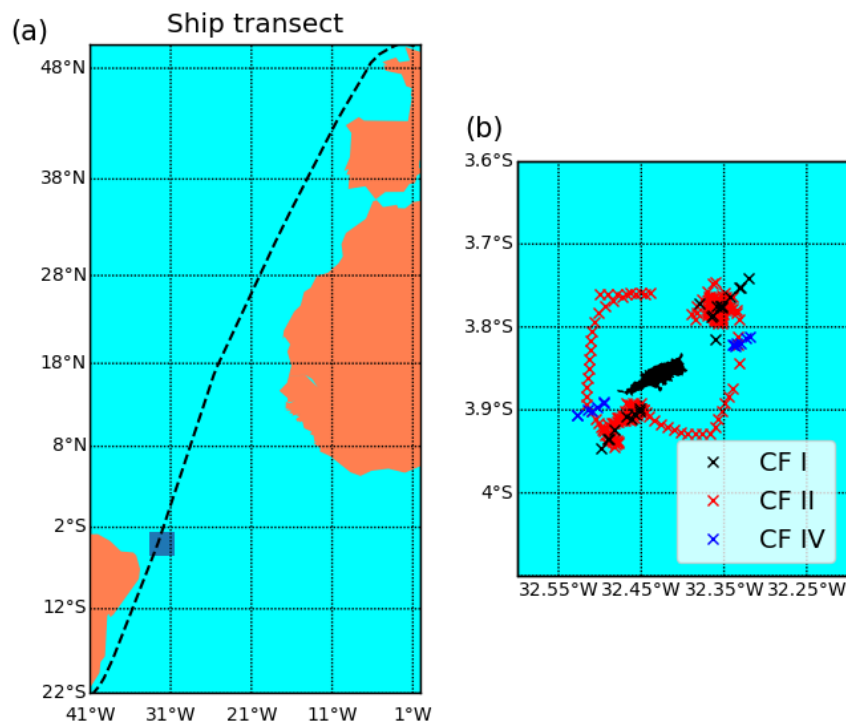 (a)
Ship transect
48°N
38°N
28°N
18°N
8°N
2°S
12°S
22°S
41°W 31°W 21°W 11°W 1°W
(b)
3.6°S
3.7°S
3.8°S
3.9°S
4°S
32.55°W 32.45°W 32.35°W 32.25°W
CF I
CF II
CF IV